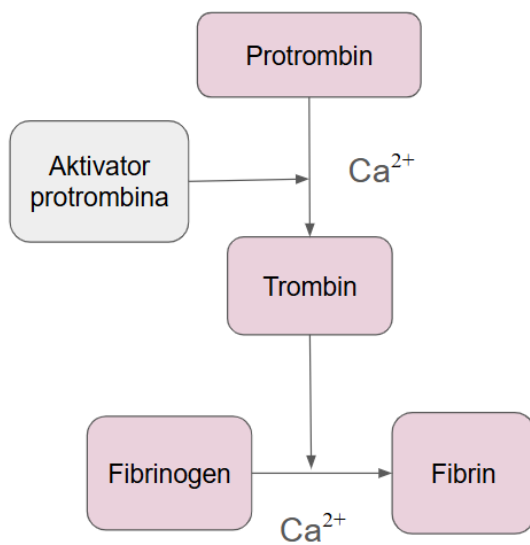 Protrombin
Aktivator
protrombina
Ca²⁺
Trombin
Fibrinogen
Fibrin
Ca²⁺